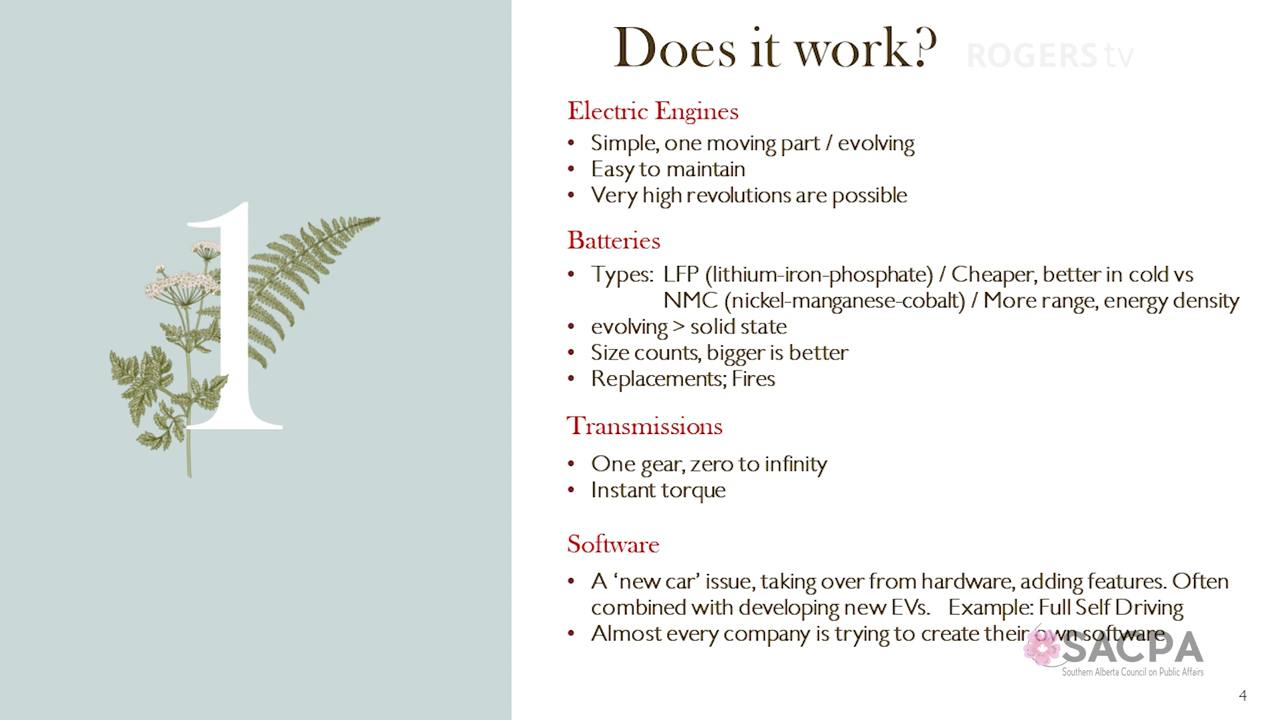 1
Does it work?
ROGERS tv
Electric Engines
• Simple, one moving part / evolving
• Easy to maintain
• Very high revolutions are possible
Batteries
• Types: LFP (lithium-iron-phosphate) / Cheaper, better in cold vs
NMC (nickel-manganese-cobalt) / More range, energy density
• evolving > solid state
• Size counts, bigger is better
• Replacements; Fires
Transmissions
• One gear, zero to infinity
• Instant torque
Software
• A ‘new car’ issue, taking over from hardware, adding features. Often
combined with developing new EVs. Example: Full Self Driving
• Almost every company is trying to create their own software
SACPA
Southern Alberta Council on Public Affairs
4